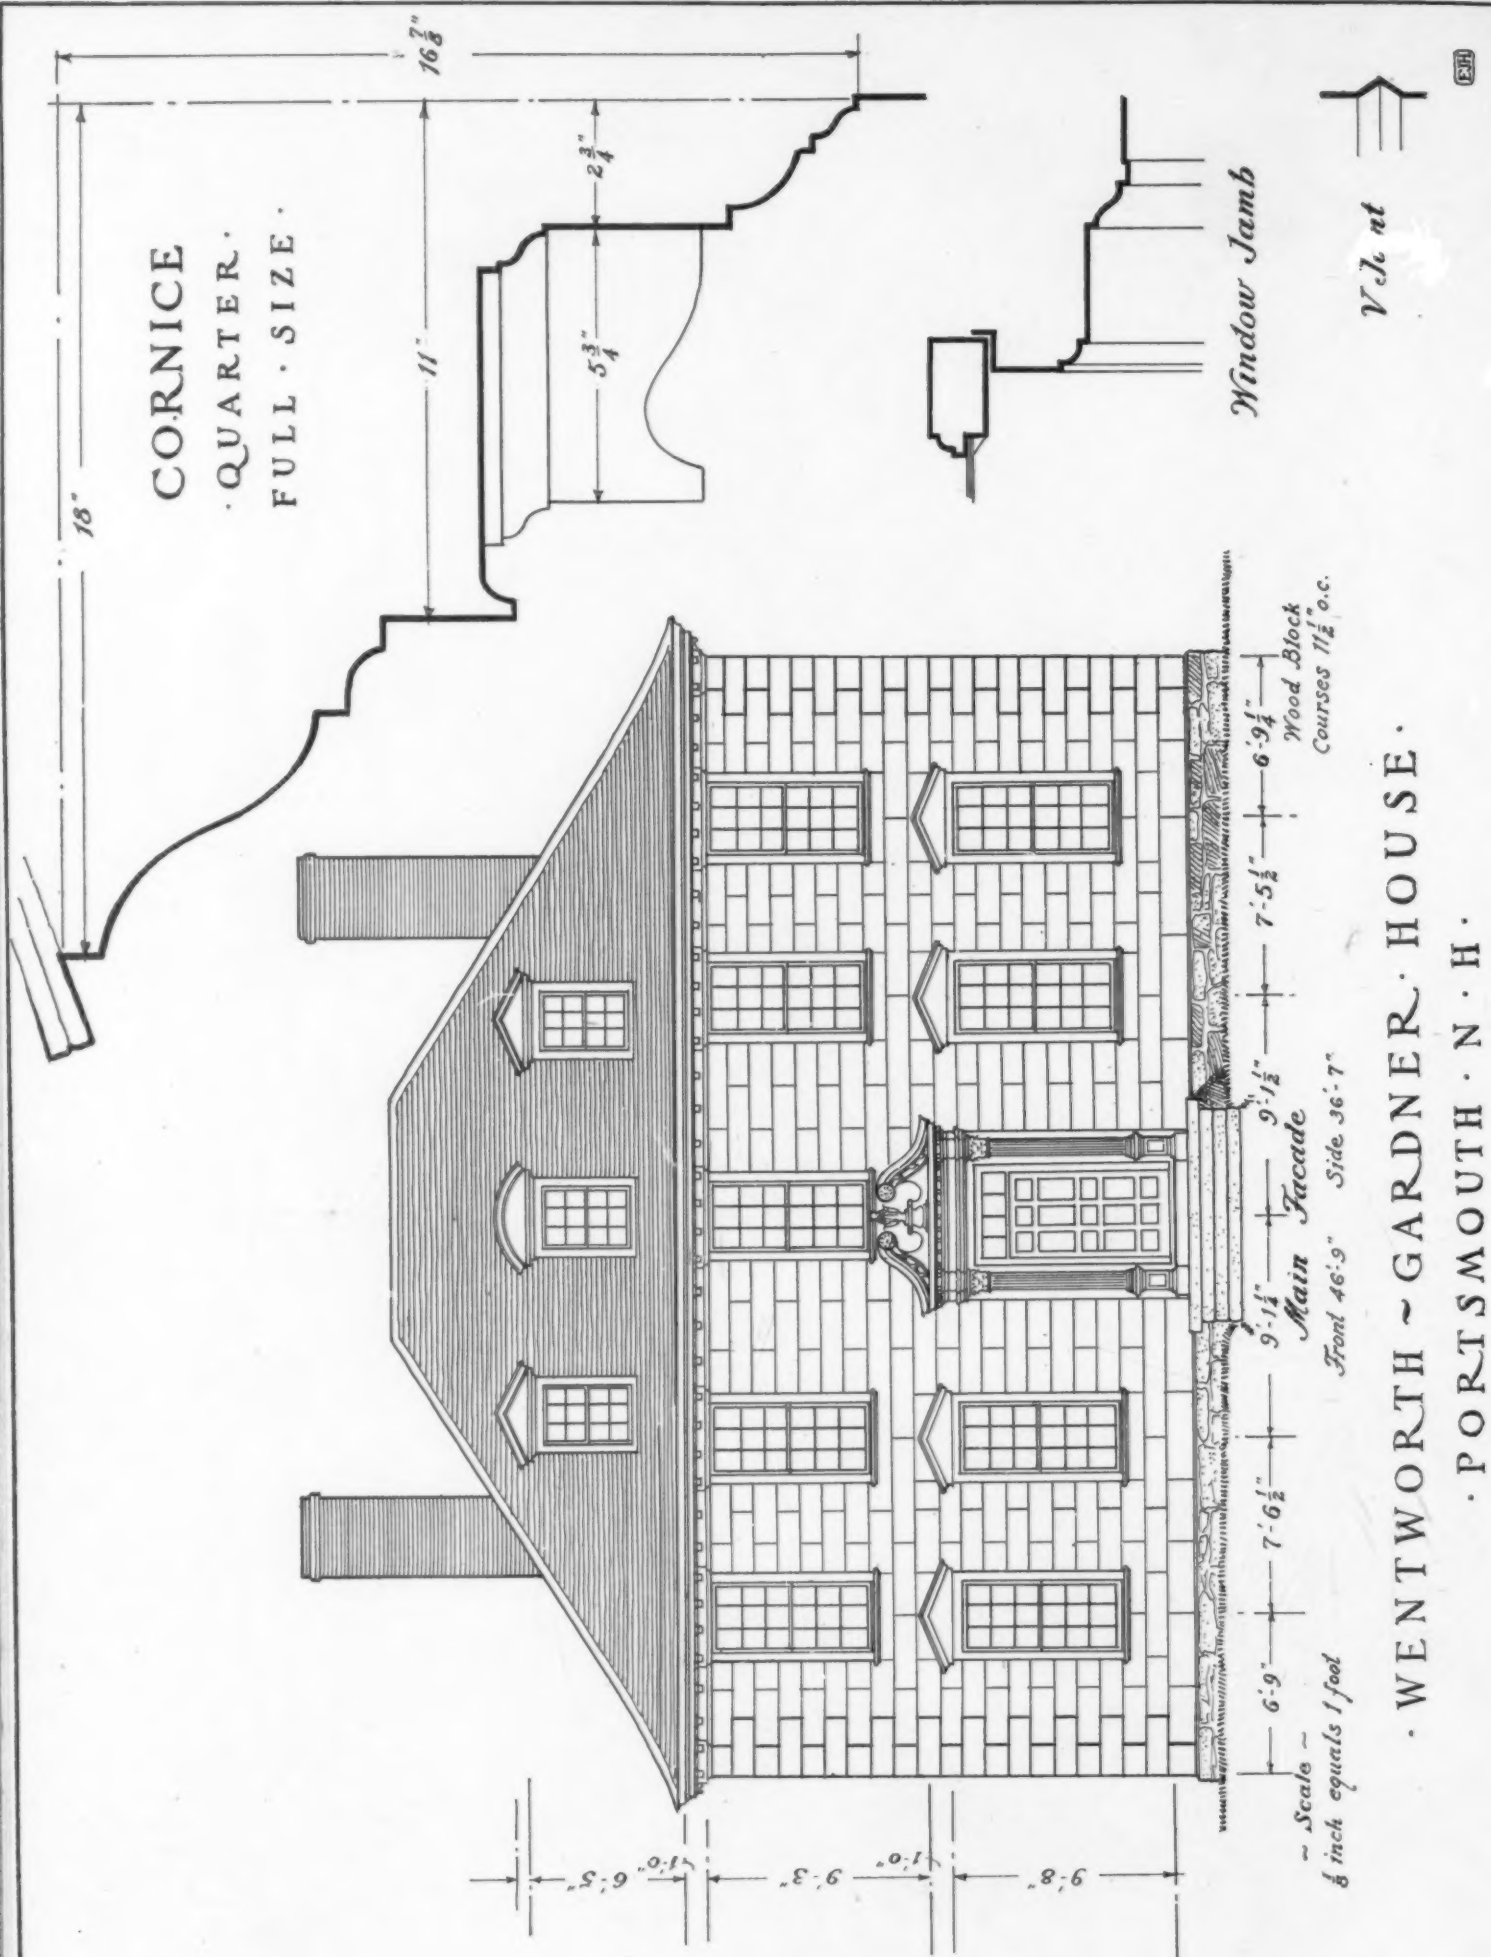 CORNICE
· QUARTER ·
FULL · SIZE ·
18"
16 7/8"
11"
2 3/4"
5 3/4"
Window Jamb
EJH
6'-5"
1'-0"
9'-3"
1'-0"
9'-8"
6'-9"
7'-6 1/2"
9'-1 1/4"
9'-1 1/2"
7'-5 1/2"
6'-9 1/4"
Wood Block
Courses 11 1/2" o.c.
Main Facade
Front 46'-9" Side 36'-7"
~ Scale ~
1/8 inch equals 1 foot
· WENTWORTH ~ GARDNER · HOUSE ·
· PORTSMOUTH · N · H ·